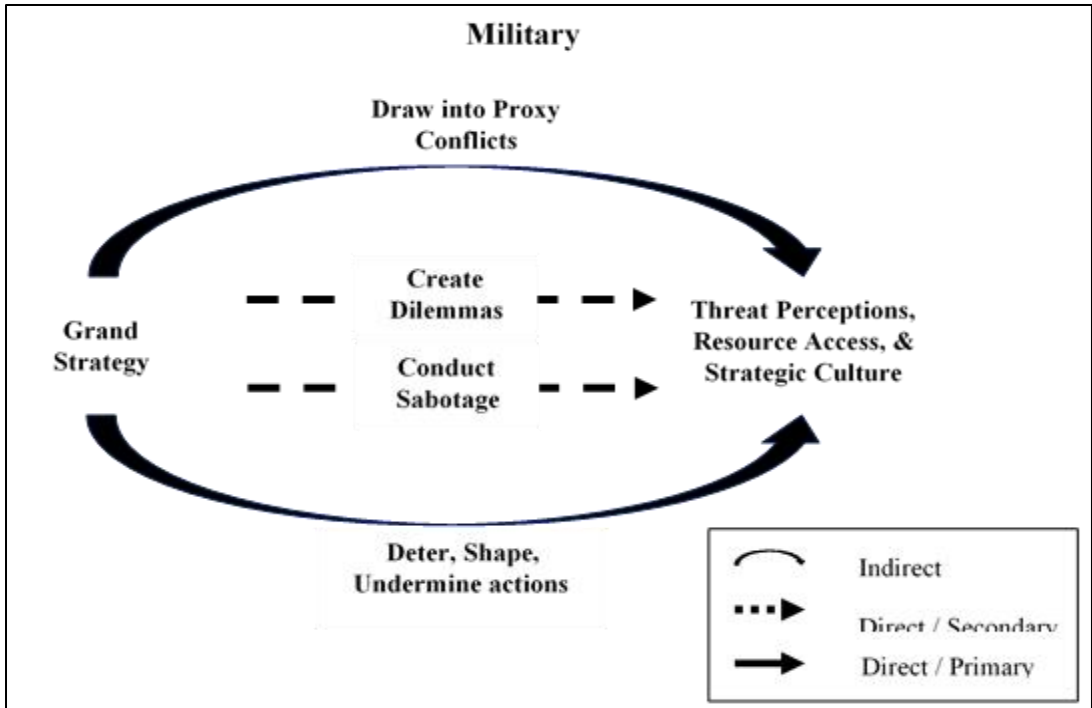 Military
Draw into Proxy
Conflicts
Create
Dilemmas
Grand
Strategy
Threat Perceptions,
Resource Access, &
Strategic Culture
Conduct
Sabotage
Deter, Shape,
Undermine actions
Indirect
Direct / Secondary
Direct / Primary